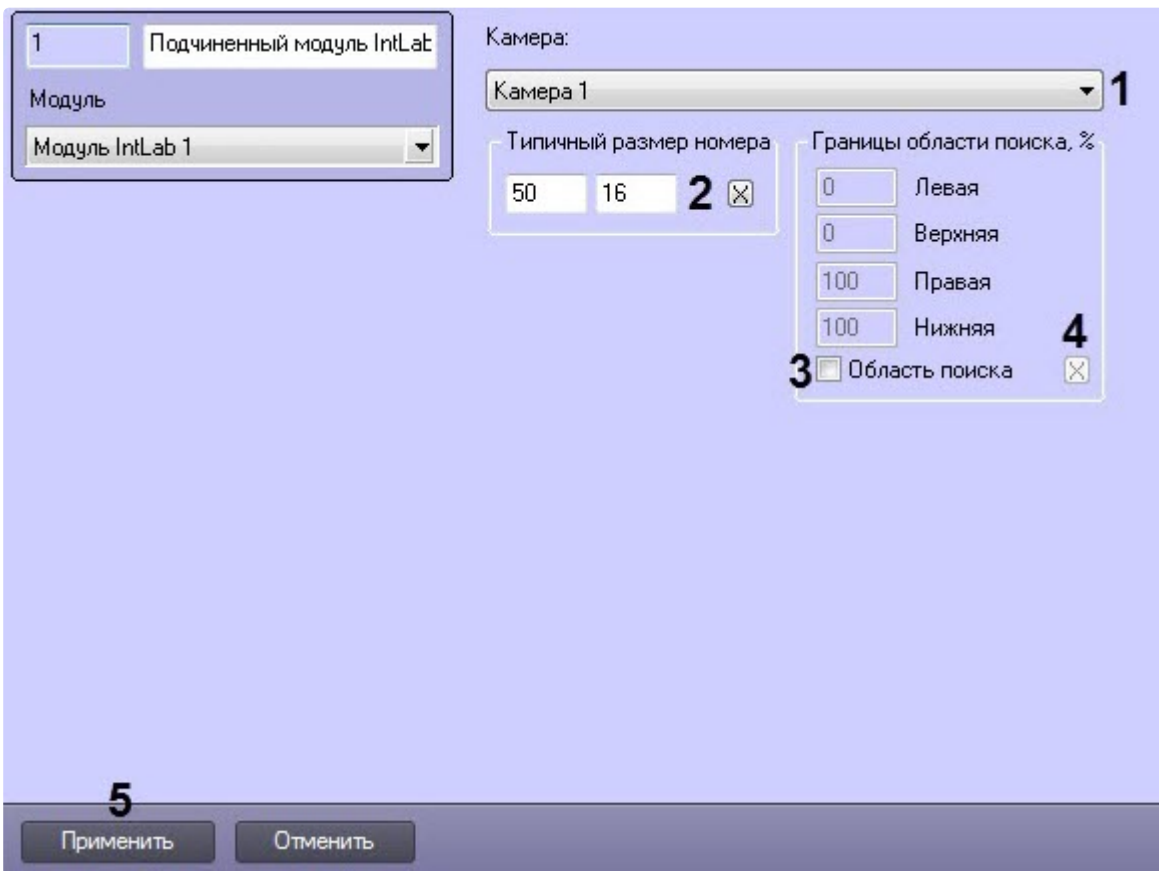 1 Подчиненный модуль IntLab
Модуль
Модуль IntLab 1
Камера:
Камера 1 1
Типичный размер номера
50 16 2
Границы области поиска, %
0 Левая
0 Верхняя
100 Правая
100 Нижняя
4
3 Область поиска
5
Применить Отменить